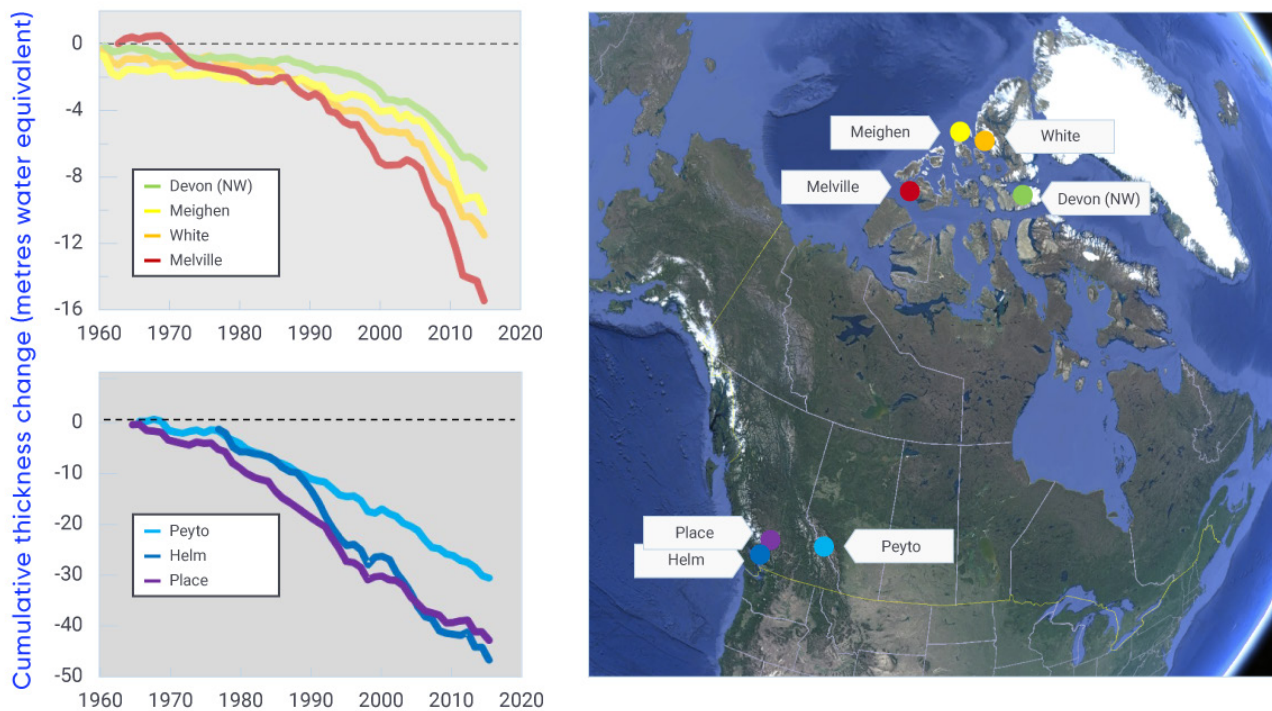 Cumulative thickness change (metres water equivalent)
0
-4
-8
-12
-16
Devon (NW)
Meighen
White
Melville
1960 1970 1980 1990 2000 2010 2020
0
-10
-20
-30
-40
-50
Peyto
Helm
Place
1960 1970 1980 1990 2000 2010 2020
Meighen
White
Melville
Devon (NW)
Place
Helm
Peyto